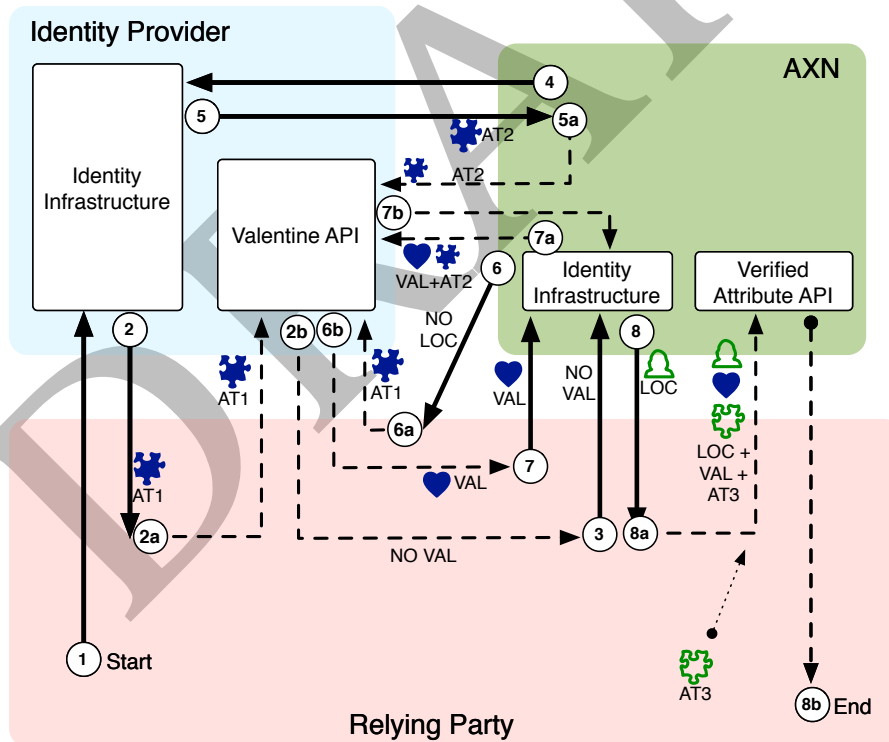 Identity Provider
AXN
4
5
5a
AT2
Identity
Infrastructure
AT2
Valentine API
7b
7a
VAL+AT2
6
Identity
Infrastructure
Verified
Attribute API
NO
LOC
2
2b
6b
8
AT1
AT1
VAL
NO
VAL
LOC
6a
LOC +
VAL +
AT3
7
VAL
AT1
2a
3
8a
NO VAL
1
Start
AT3
8b
End
Relying Party
DRAFT